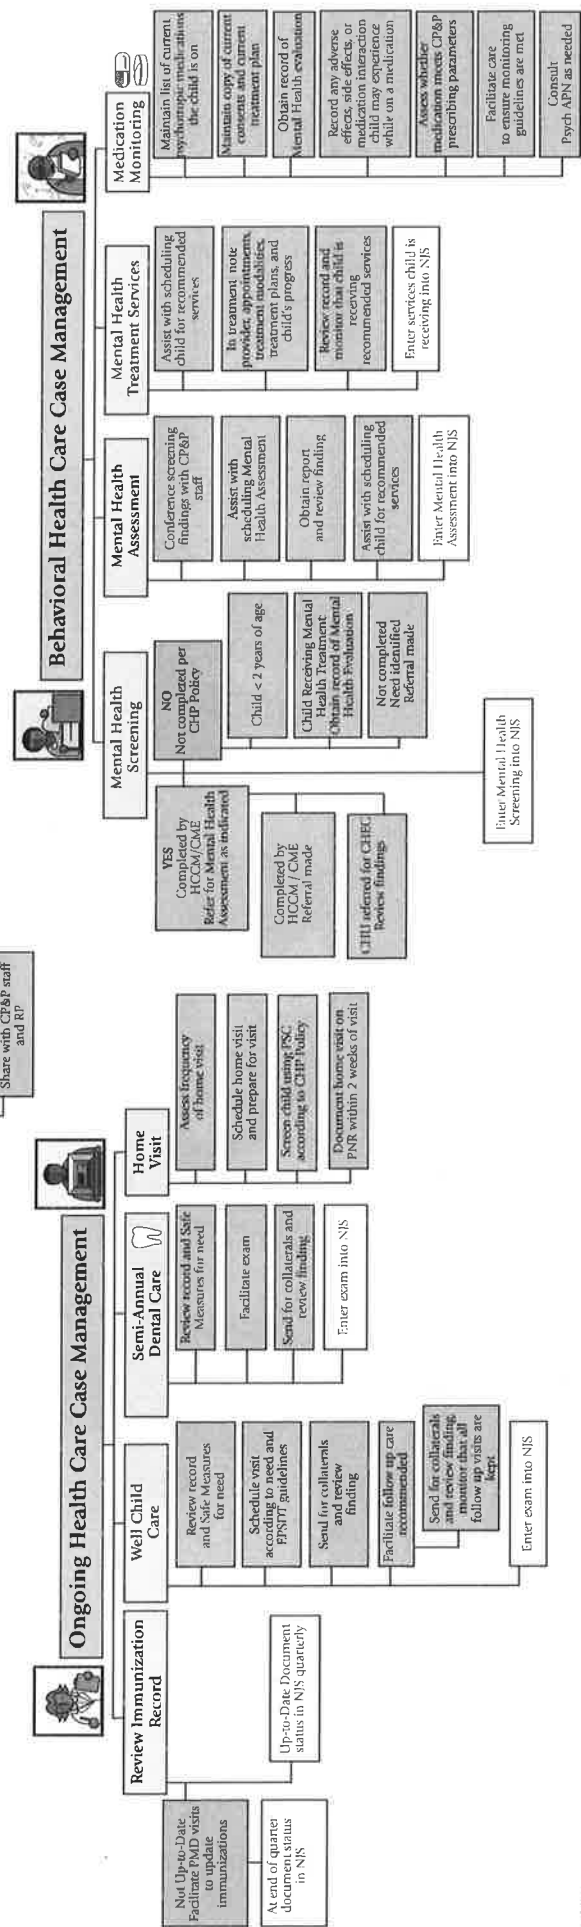 Share with CP&P staff
and RP
Ongoing Health Care Case Management
Review Immunization
Record
Not Up-to-Date
Facilitate PMD visits
to update
immunizations
At end of quarter
document status
in NJS
Up-to-Date Document
status in NJS quarterly
Well Child
Care
Review record
and Safe Measures
for need
Schedule visit
according to need and
EPSDT guidelines
Send for collaterals
and review
finding
Facilitate follow up care
recommended
Send for collaterals
and review finding,
monitor that all
follow up visits are
kept
Enter exam into NJS
Semi-Annual
Dental Care
Review record and Safe
Measures for need
Facilitate exam
Send for collaterals and
review finding
Enter exam into NJS
Home
Visit
Assess frequency
of home visit
Schedule home visit
and prepare for visit
Screen child using PSC
according to CHP Policy
Document home visit on
PNR within 2 weeks of visit
Behavioral Health Care Case Management
Mental Health
Screening
YES
Completed by
HCCM/CME
Refer for Mental Health
Assessment as indicated
Completed by
HCCM / CME
Referral made
CHU referred for CHEC
Review findings
NO
Not completed per
CHP Policy
Child < 2 years of age
Child Receiving Mental
Health Treatment
Obtain record of Mental
Health Evaluation
Not completed
Need identified
Referral made
Enter Mental Health
Screening into NJS
Mental Health
Assessment
Conference screening
findings with CP&P
staff
Assist with
scheduling Mental
Health Assessment
Obtain report
and review finding
Assist with scheduling
child for recommended
services
Enter Mental Health
Assessment into NJS
Mental Health
Treatment Services
Assist with scheduling
child for recommended
services
In treatment note
provider, appointments,
treatment modalities,
treatment plans, and
child's progress
Review record and
monitor that child is
receiving
recommended services
Enter services child is
receiving into NJS
Medication
Monitoring
Maintain list of current
psychotropic medications
the child is on
Maintain copy of current
consents and current
treatment plan
Obtain record of
Mental Health evaluation
Record any adverse
effects, side effects, or
medication interaction
child may experience
while on a medication
Assess whether
medication meets CP&P
prescribing parameters
Facilitate care
to ensure monitoring
guidelines are met
Consult
Psych APN as needed